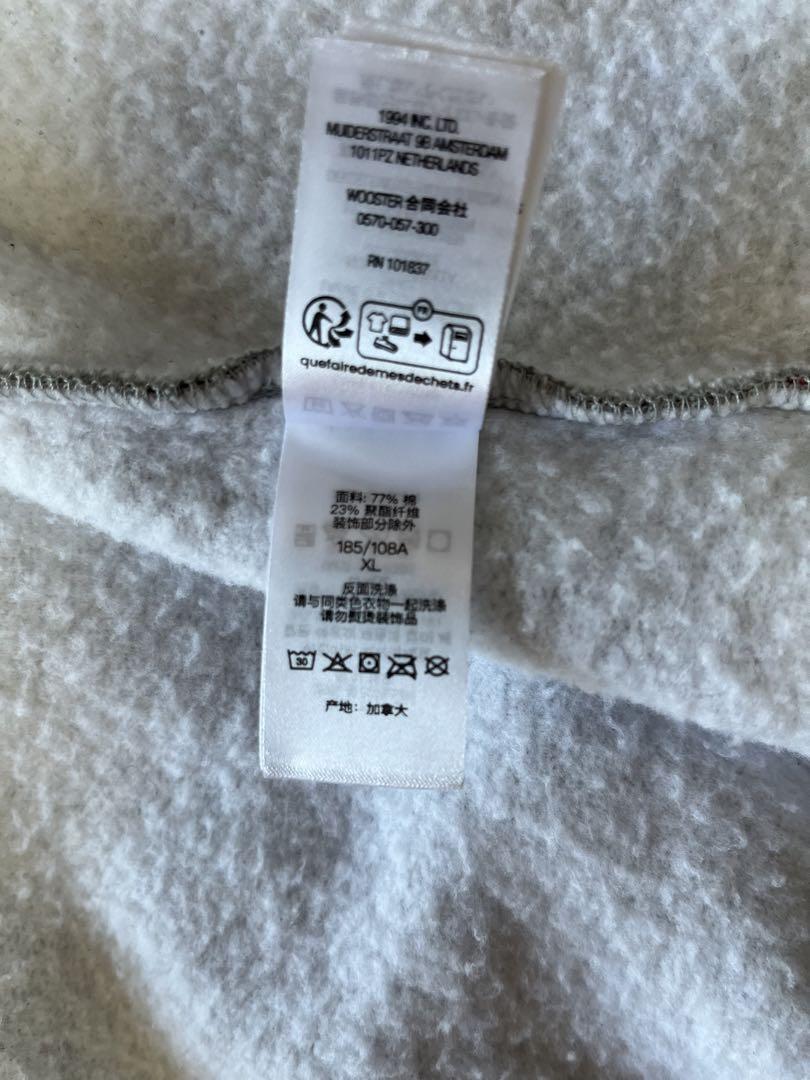 1994 INC. LTD.
MUIDERSTRAAT 9B AMSTERDAM
1011PZ NETHERLANDS
WOOSTER 合同会社
0570-057-300
RN 101837
FR
quefairedemesdechets.fr
面料: 77% 棉
23% 聚酯纤维
装饰部分除外
185/108A
XL
反面洗涤
请与同类色衣物一起洗涤
请勿熨烫装饰品
30
产地: 加拿大